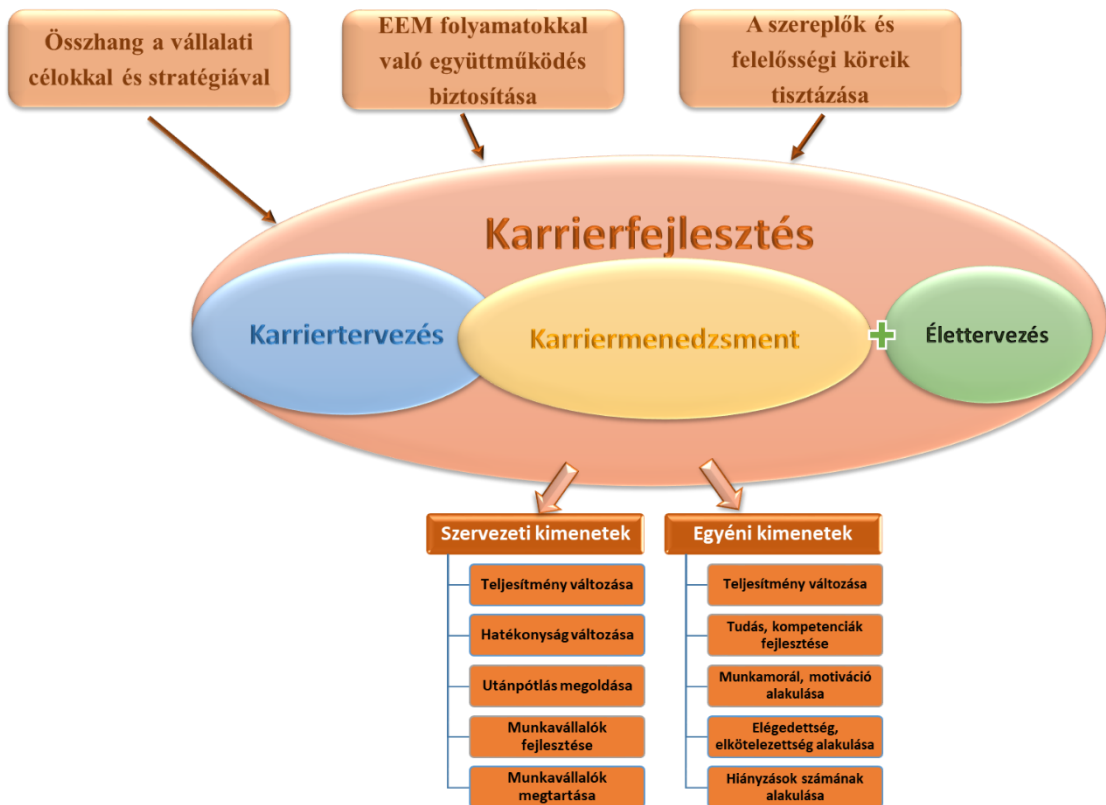 Összhang a vállalati
célokkal és stratégiával
EEM folyamatokkal
való együttműködés
biztosítása
A szereplők és
felelősségi köreik
tisztázása
Karrierfejlesztés
Karriertervezés
Karriermenedzsment
+
Élettervezés
Szervezeti kimenetek
Teljesítmény változása
Hatékonyság változása
Utánpótlás megoldása
Munkavállalók
fejlesztése
Munkavállalók
megtartása
Egyéni kimenetek
Teljesítmény változása
Tudás, kompetenciák
fejlesztése
Munkamorál, motiváció
alakulása
Elégedettség,
elkötelezettség alakulása
Hiányzások számának
alakulása